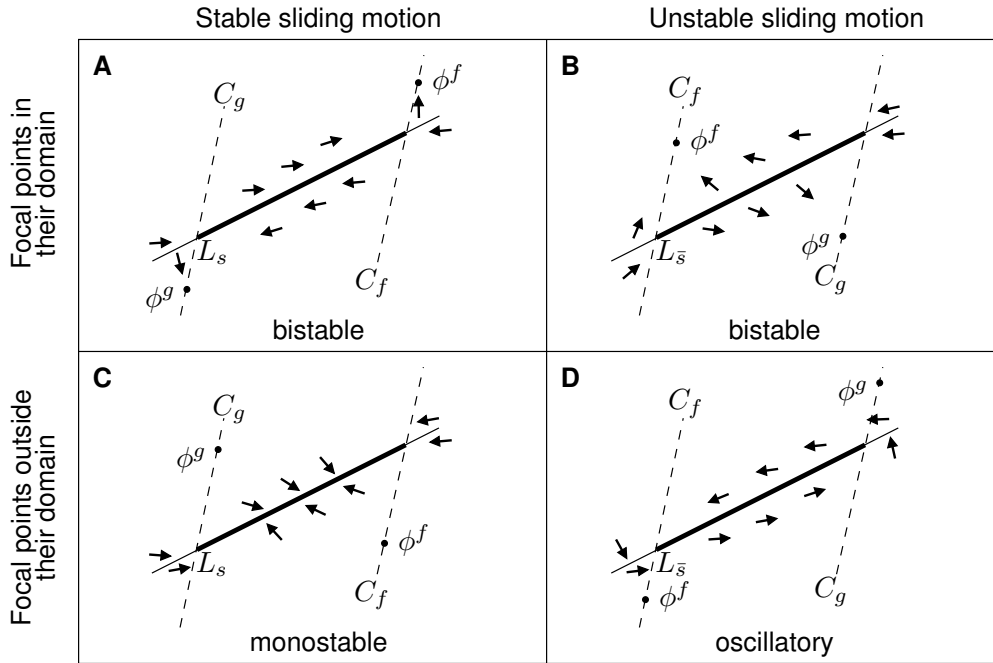 Stable sliding motion
Unstable sliding motion
Focal points in
their domain
A
C_g
ϕ^f
L_s
ϕ^g
C_f
bistable
B
C_f
ϕ^f
L_s̄
ϕ^g
C_g
bistable
Focal points outside
their domain
C
C_g
ϕ^g
L_s
ϕ^f
C_f
monostable
D
ϕ^g
C_f
L_s̄
ϕ^f
C_g
oscillatory